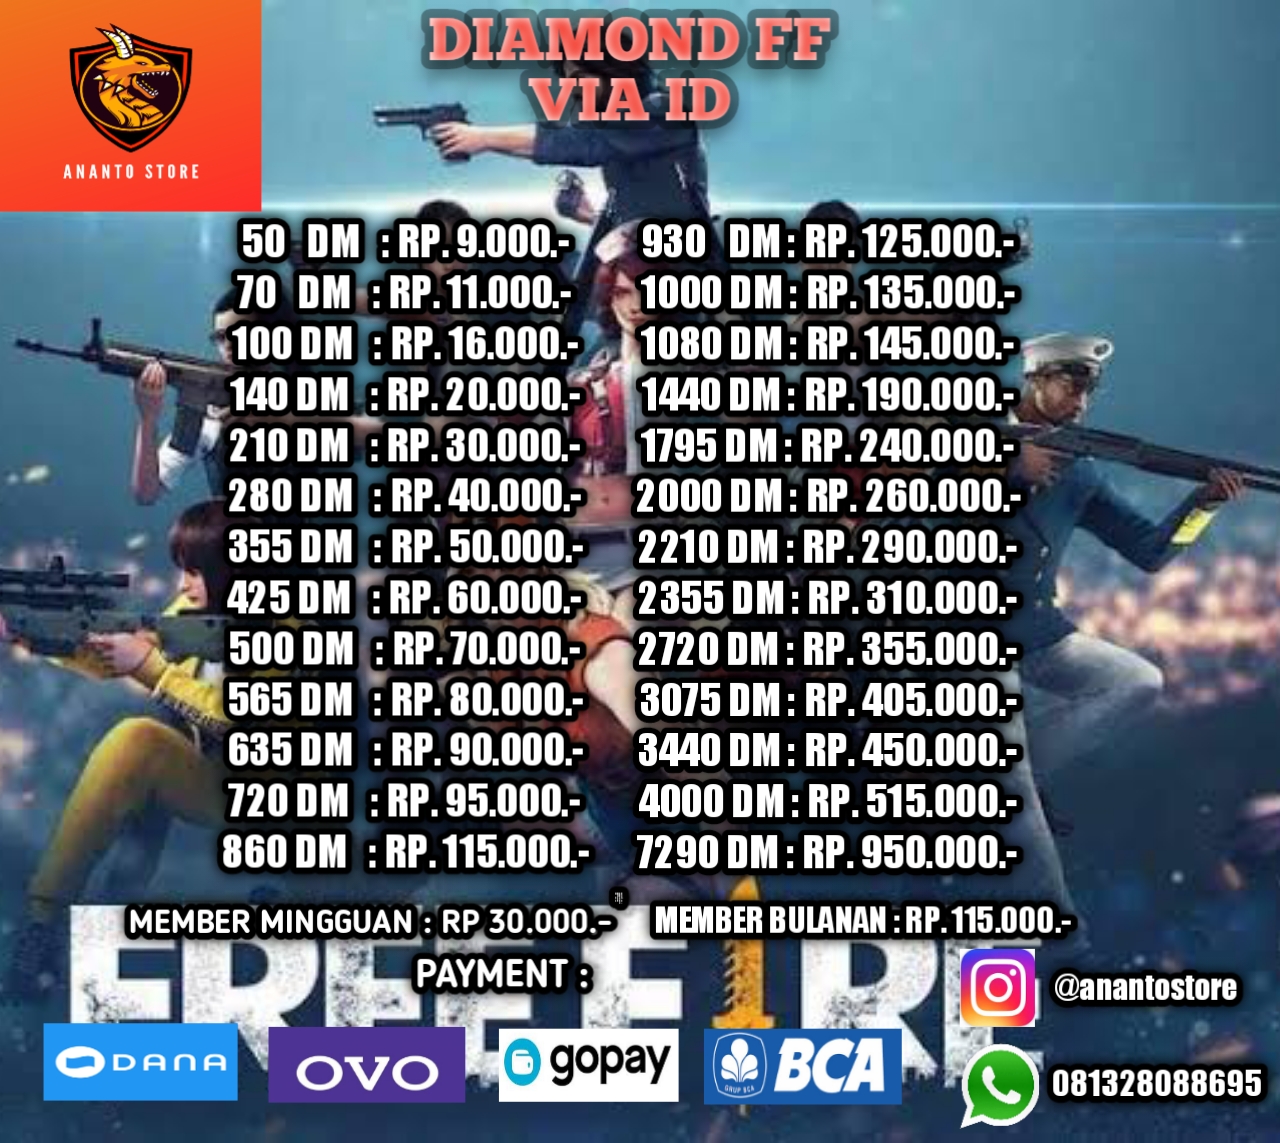 ANANTO STORE
DIAMOND FF
VIA ID
50 DM : RP. 9.000.-
70 DM : RP. 11.000.-
100 DM : RP. 16.000.-
140 DM : RP. 20.000.-
210 DM : RP. 30.000.-
280 DM : RP. 40.000.-
355 DM : RP. 50.000.-
425 DM : RP. 60.000.-
500 DM : RP. 70.000.-
565 DM : RP. 80.000.-
635 DM : RP. 90.000.-
720 DM : RP. 95.000.-
860 DM : RP. 115.000.-
930 DM : RP. 125.000.-
1000 DM : RP. 135.000.-
1080 DM : RP. 145.000.-
1440 DM : RP. 190.000.-
1795 DM : RP. 240.000.-
2000 DM : RP. 260.000.-
2210 DM : RP. 290.000.-
2355 DM : RP. 310.000.-
2720 DM : RP. 355.000.-
3075 DM : RP. 405.000.-
3440 DM : RP. 450.000.-
4000 DM : RP. 515.000.-
7290 DM : RP. 950.000.-
MEMBER MINGGUAN : RP 30.000.-
MEMBER BULANAN : RP. 115.000.-
FREE FIRE
PAYMENT :
DANA
OVO
gopay
GRUP BCA
BCA
@anantostore
081328088695